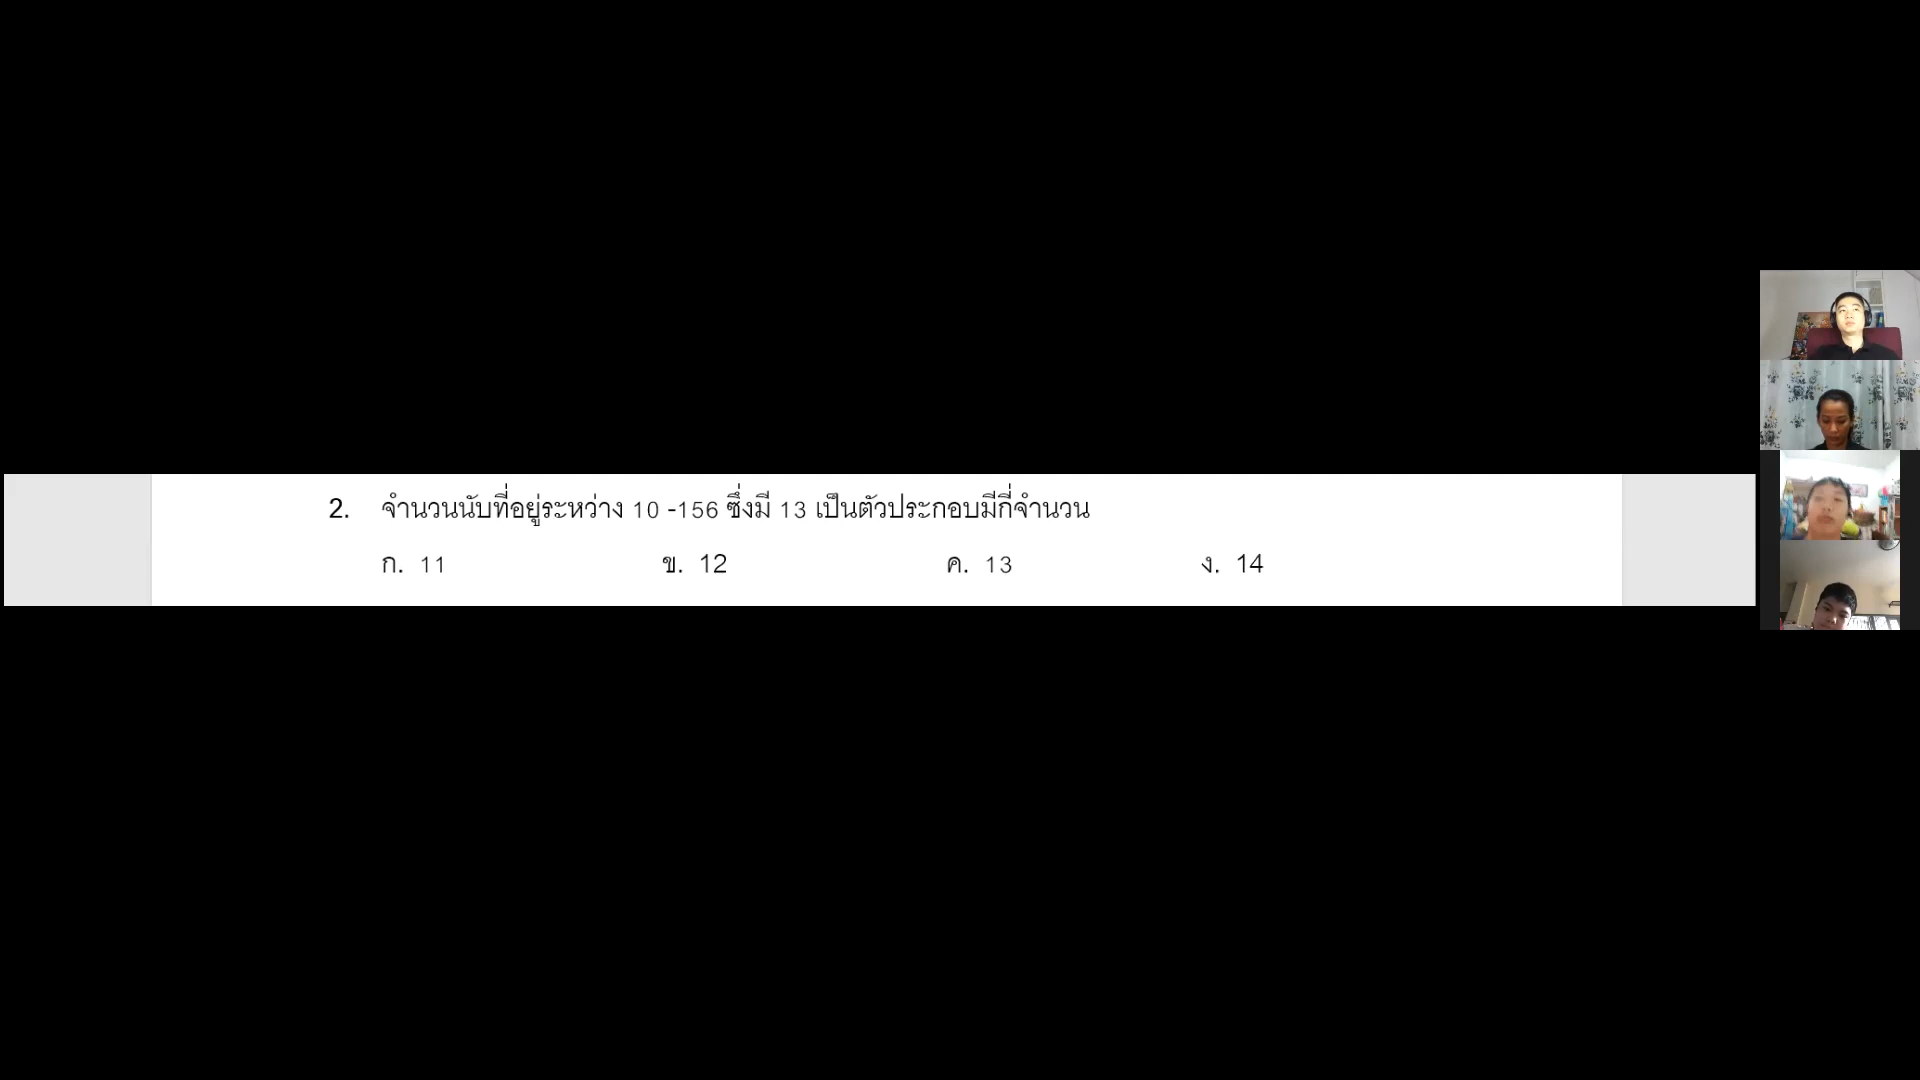 2. จำนวนนับที่อยู่ระหว่าง 10 -156 ซึ่งมี 13 เป็นตัวประกอบมีกี่จำนวน
ก. 11 ข. 12 ค. 13 ง. 14